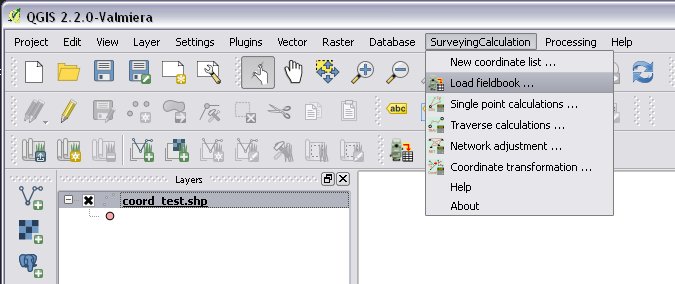 QGIS 2.2.0-Valmiera
Project Edit View Layer Settings Plugins Vector Raster Database SurveyingCalculation Processing Help
New coordinate list ...
Load fieldbook ...
Single point calculations ...
Traverse calculations ...
Network adjustment ...
Coordinate transformation ...
Help
About
abc
Layers
coord_test.shp